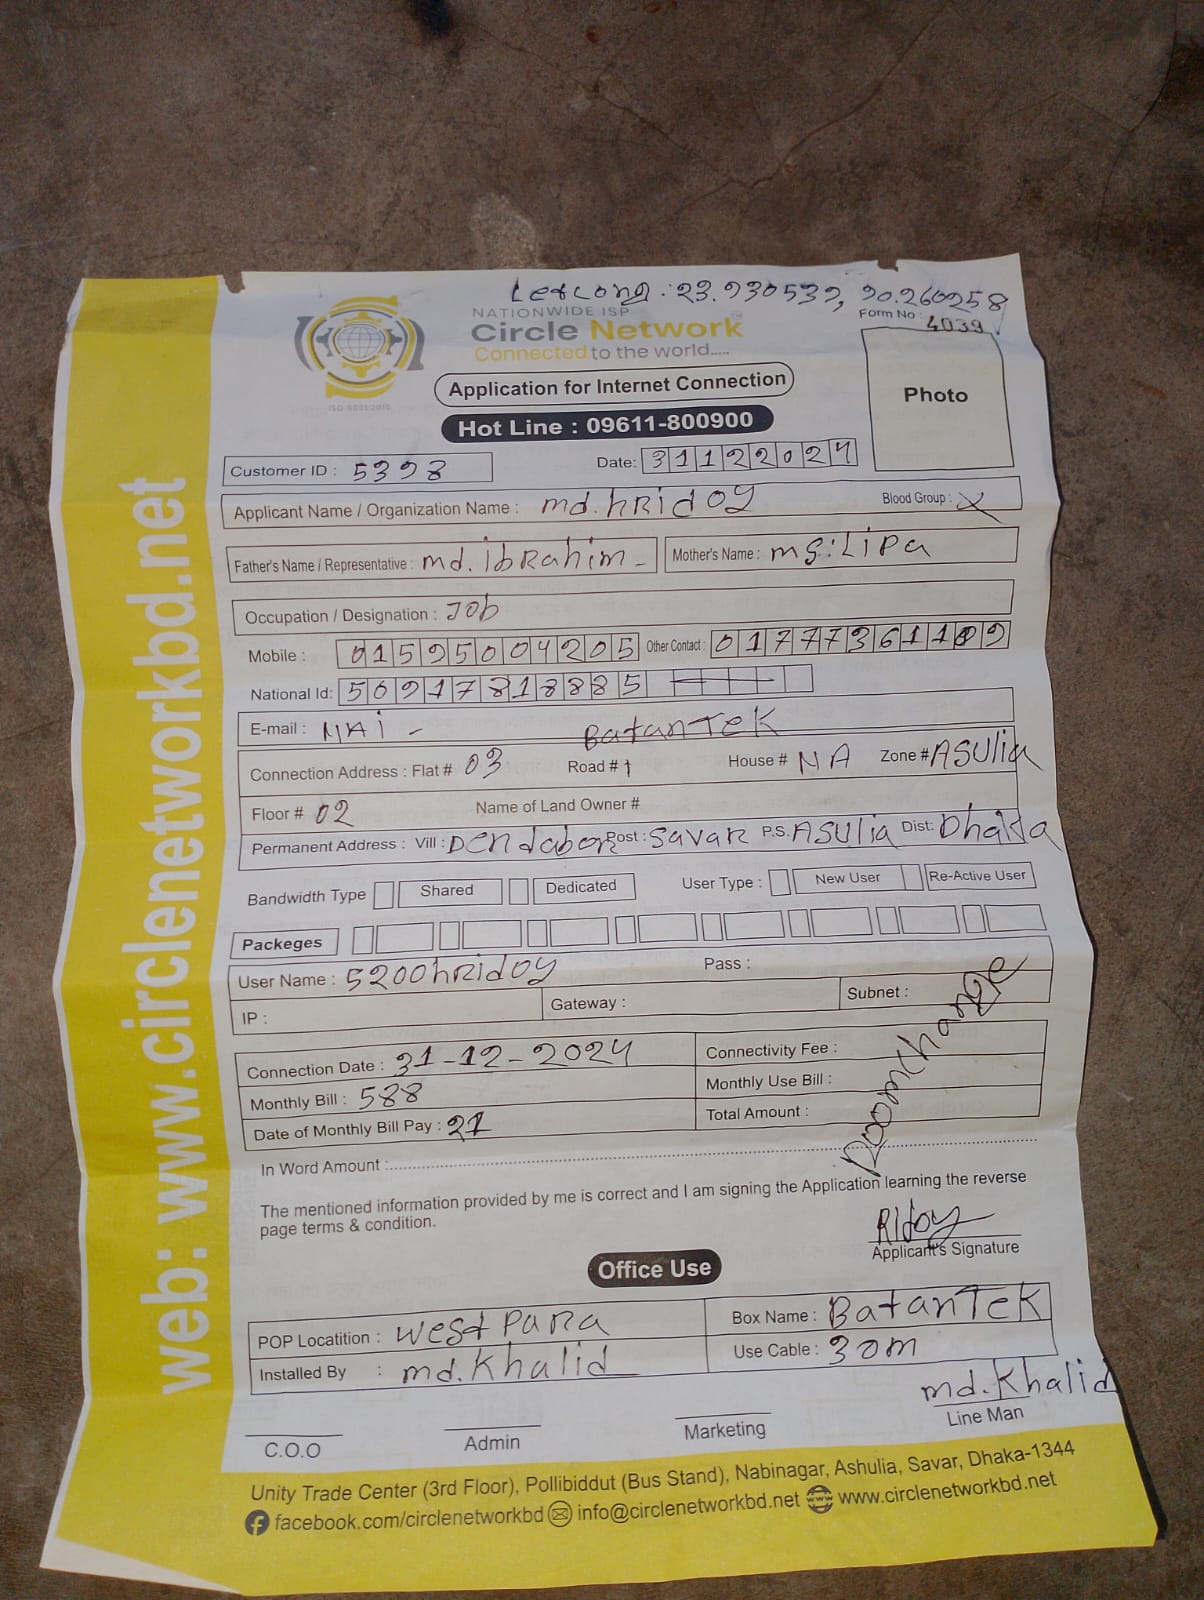 Letlong: 23.930539, 90.260258
NATIONWIDE ISP
Circle Network
Connected to the world.....
Form No : 4039
ISO 9001:2015
Application for Internet Connection
Photo
Hot Line : 09611-800900
Customer ID : 5398 Date: 31122024
Applicant Name / Organization Name : md. hRidoy Blood Group : X
Father's Name / Representative : md. ibRahim - Mother's Name : ms: Lipa
Occupation / Designation : Job
Mobile : 01595004205 Other Contact :
National Id: 50917818885
E-mail : NAi - BatanTeK
Connection Address : Flat # 03 Road # 1 House # NA Zone # ASULia
Floor # 02 Name of Land Owner #
Permanent Address : Vill : Dendabor Post : Savar P.S. ASULia Dist: Dhaka
Bandwidth Type Shared Dedicated User Type : New User Re-Active User
Packeges
User Name : 5200hRidoy Pass :
IP : Gateway : Subnet :
Connection Date : 31-12-2024 Connectivity Fee :
Monthly Bill : 588 Monthly Use Bill :
Date of Monthly Bill Pay : 21 Total Amount :
Room change
In Word Amount :
The mentioned information provided by me is correct and I am signing the Application learning the reverse
page terms & condition.
RIdoy
Applicant's Signature
Office Use
POP Locatition : west paRa Box Name : BatanTeK
Installed By : md. Khalid Use Cable : 30m
md. Khalid
C.O.O Admin Marketing Line Man
Unity Trade Center (3rd Floor), Pollibiddut (Bus Stand), Nabinagar, Ashulia, Savar, Dhaka-1344
facebook.com/circlenetworkbd info@circlenetworkbd.net www.circlenetworkbd.net
web: www.circlenetworkbd.net